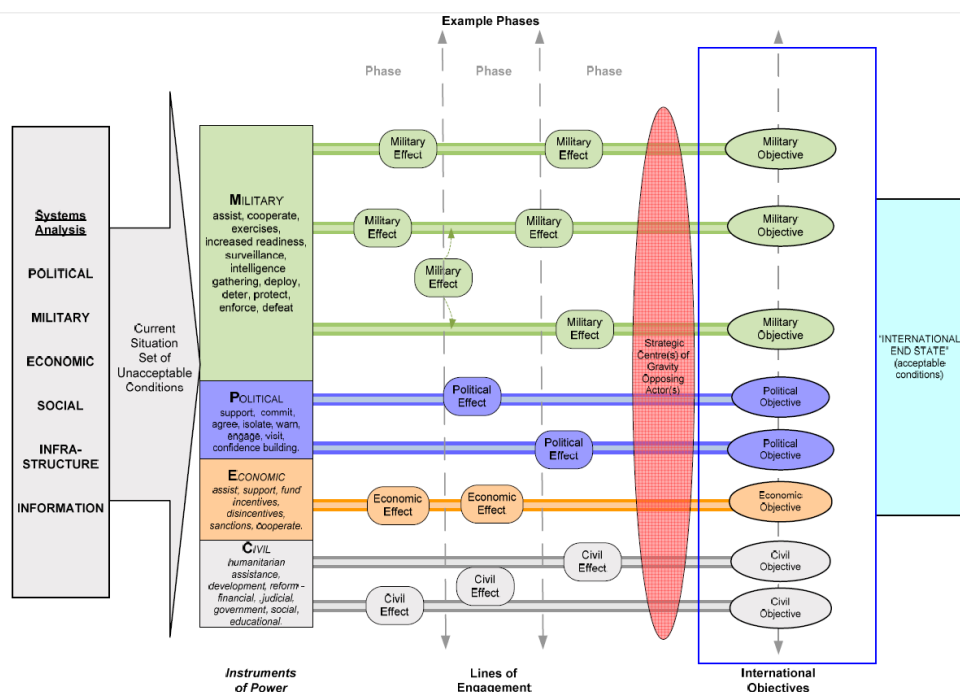 Example Phases
Phase
Phase
Phase
Systems
Analysis
POLITICAL
MILITARY
ECONOMIC
SOCIAL
INFRA-
STRUCTURE
INFORMATION
Current
Situation
Set of
Unacceptable
Conditions
MILITARY
assist, cooperate,
exercises,
increased readiness,
surveillance,
intelligence
gathering, deploy,
deter, protect,
enforce, defeat
POLITICAL
support, commit,
agree, isolate, warn,
engage, visit,
confidence building.
ECONOMIC
assist, support, fund
incentives,
disincentives,
sanctions, cooperate.
CIVIL
humanitarian
assistance,
development, reform -
financial, judicial,
government, social,
educational.
Military
Effect
Military
Effect
Military
Effect
Military
Effect
Military
Effect
Military
Effect
Political
Effect
Political
Effect
Economic
Effect
Economic
Effect
Civil
Effect
Civil
Effect
Civil
Effect
Strategic
Centre(s) of
Gravity
Opposing
Actor(s)
Military
Objective
Military
Objective
Military
Objective
Political
Objective
Political
Objective
Economic
Objective
Civil
Objective
Civil
Objective
"INTERNATIONAL
END STATE"
(acceptable
conditions)
Instruments
of Power
Lines of
Engagement
International
Objectives